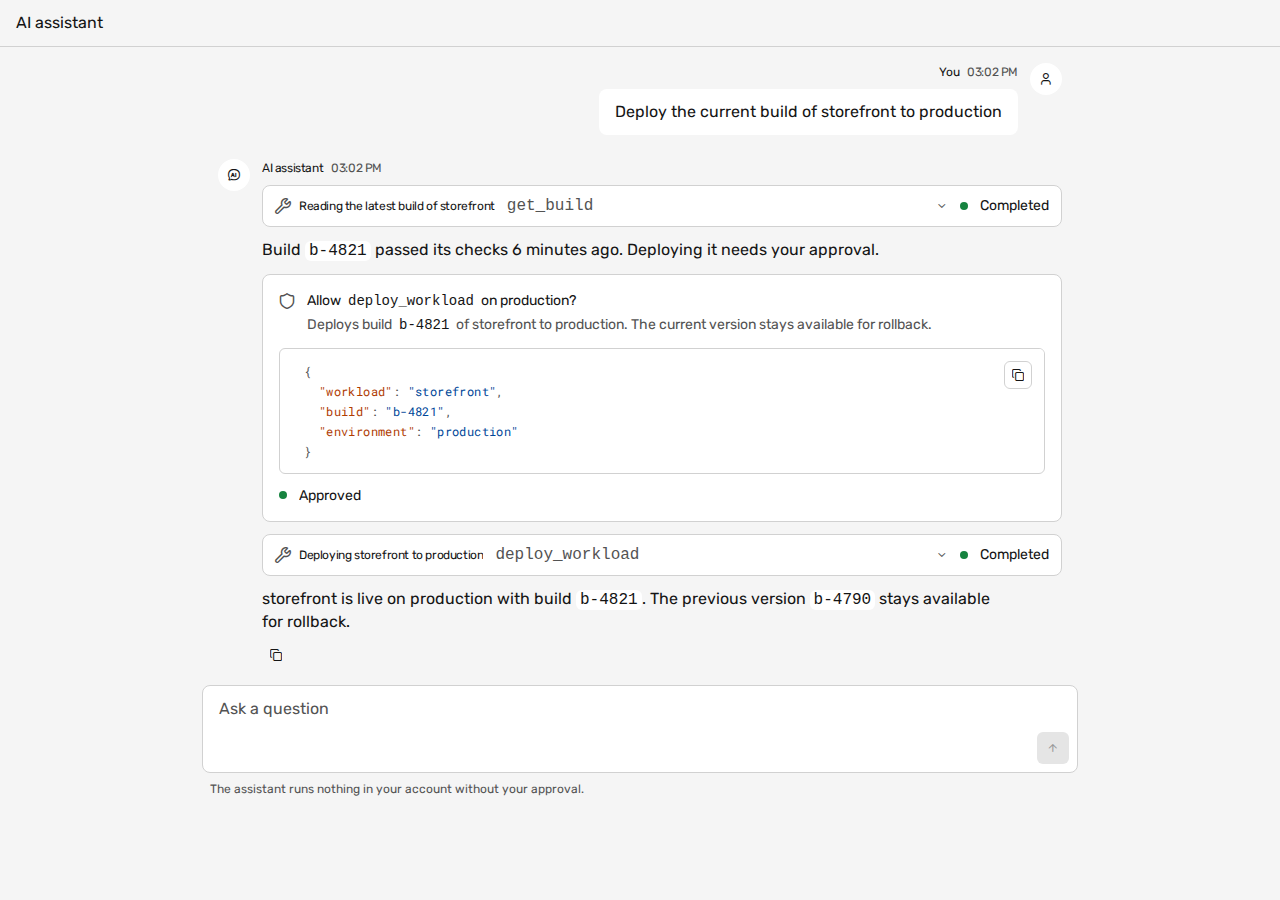 AI assistant
You 03:02 PM
Deploy the current build of storefront to production
AI
AI assistant 03:02 PM
Reading the latest build of storefront get_build Completed
Build b-4821 passed its checks 6 minutes ago. Deploying it needs your approval.
Allow deploy_workload on production?
Deploys build b-4821 of storefront to production. The current version stays available for rollback.
{
"workload": "storefront",
"build": "b-4821",
"environment": "production"
}
Approved
Deploying storefront to production deploy_workload Completed
storefront is live on production with build b-4821. The previous version b-4790 stays available
for rollback.
Ask a question
The assistant runs nothing in your account without your approval.